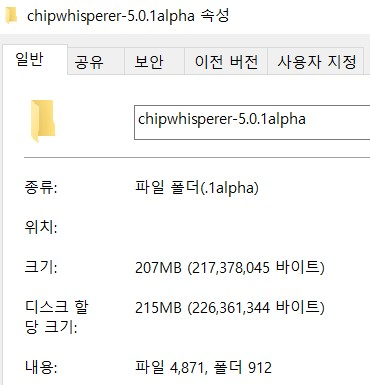 chipwhisperer-5.0.1alpha 속성
일반 공유 보안 이전 버전 사용자 지정
chipwhisperer-5.0.1alpha
종류: 파일 폴더(.1alpha)
위치:
크기: 207MB (217,378,045 바이트)
디스크 할 215MB (226,361,344 바이트)
당 크기:
내용: 파일 4,871, 폴더 912